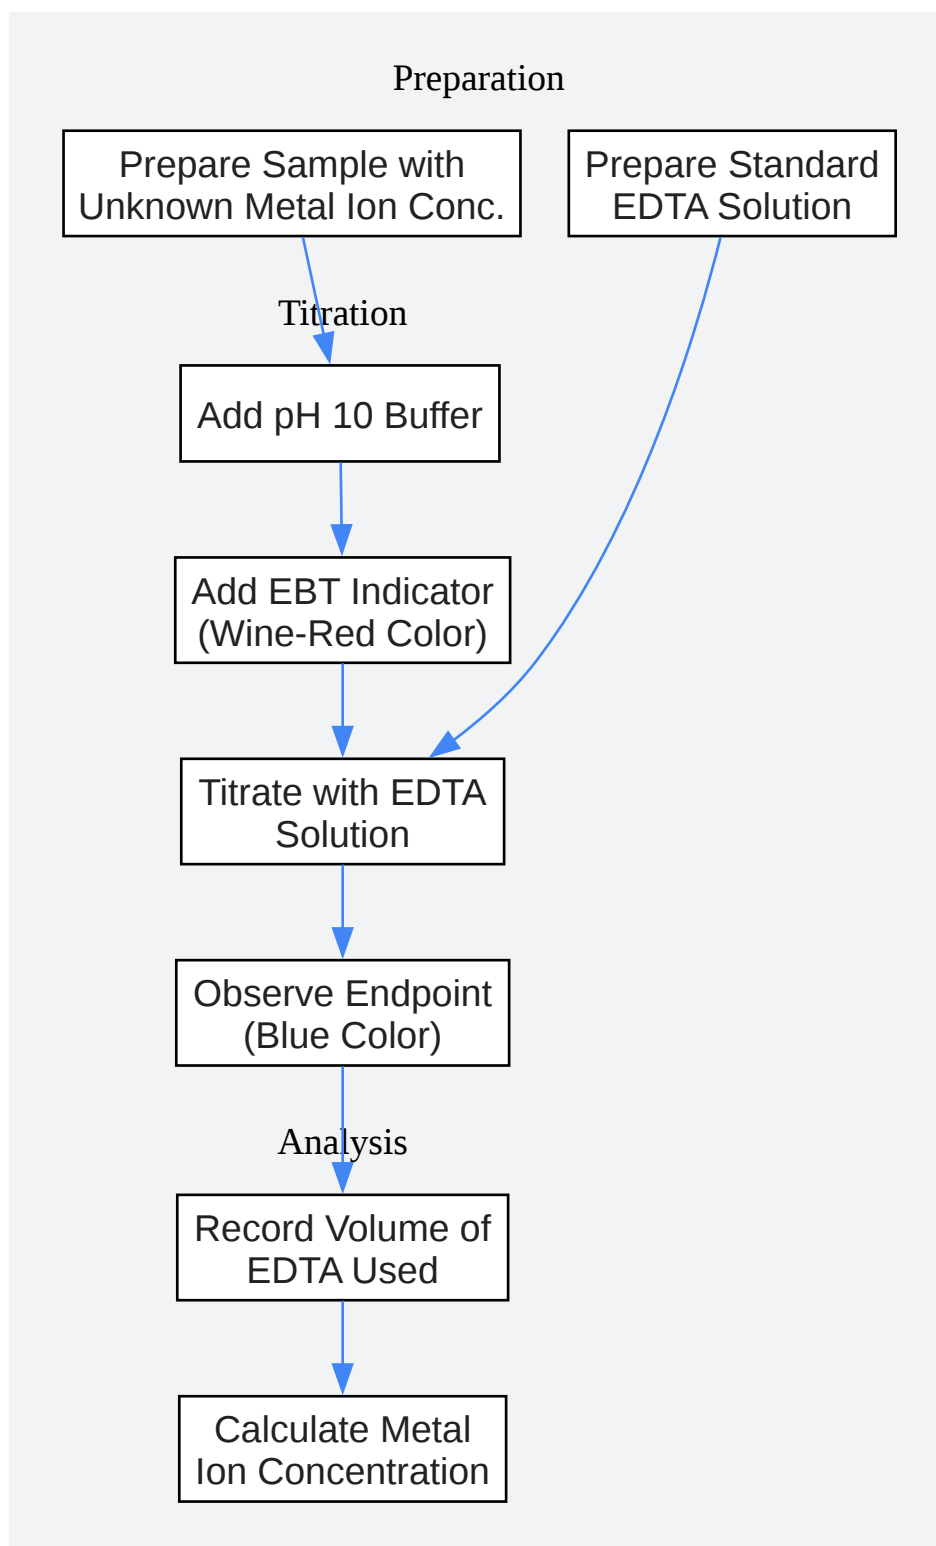 Preparation
Prepare Sample with
Unknown Metal Ion Conc.
Prepare Standard
EDTA Solution
Titration
Add pH 10 Buffer
Add EBT Indicator
(Wine-Red Color)
Titrate with EDTA
Solution
Observe Endpoint
(Blue Color)
Analysis
Record Volume of
EDTA Used
Calculate Metal
Ion Concentration